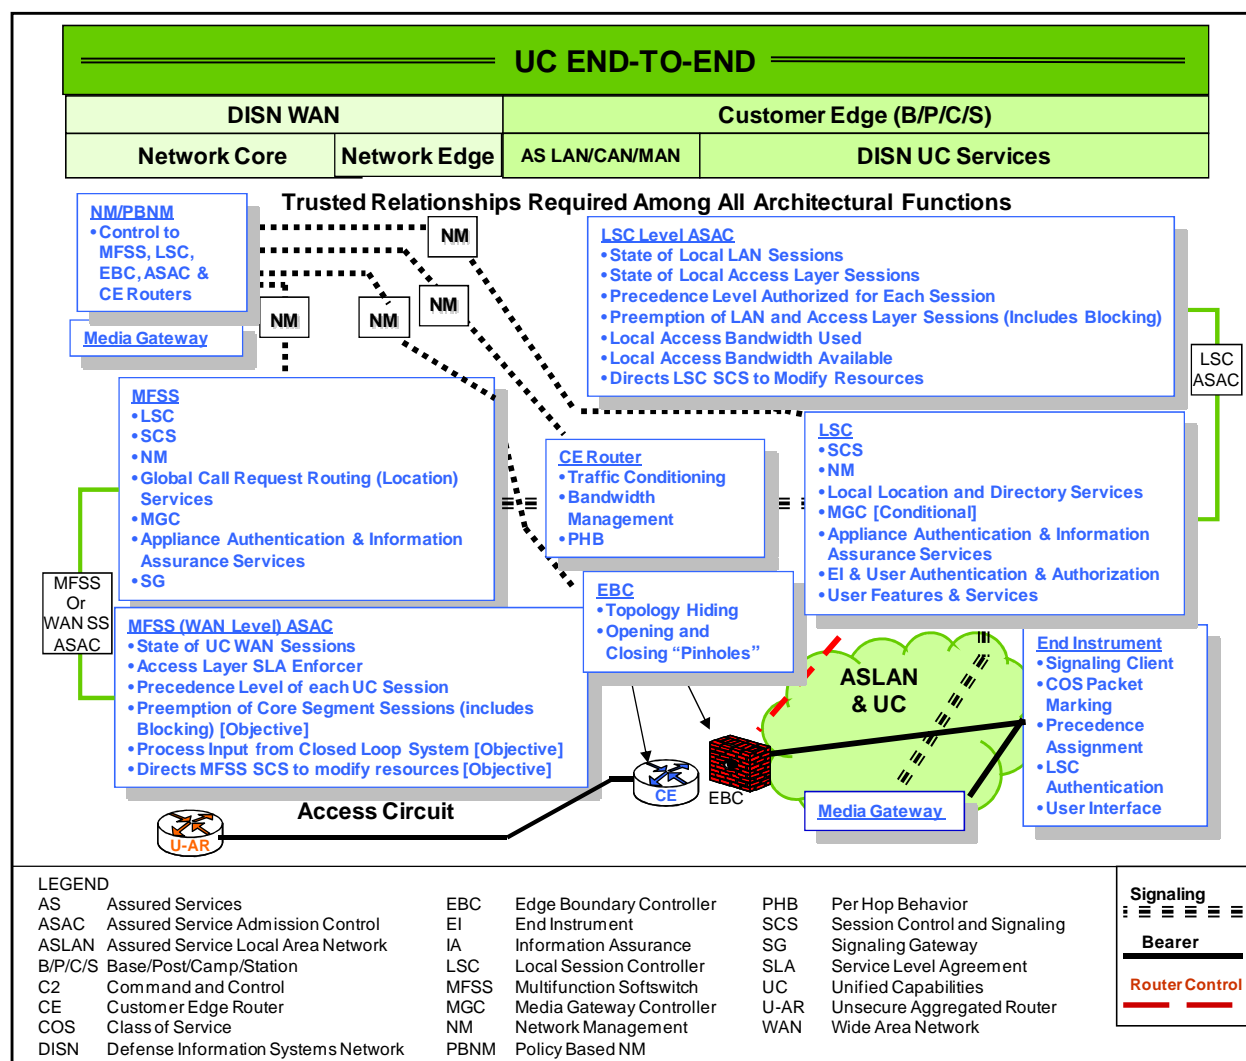 UC END-TO-END
DISN WAN
Customer Edge (B/P/C/S)
Network Core
Network Edge
AS LAN/CAN/MAN
DISN UC Services
Trusted Relationships Required Among All Architectural Functions
NM/PBNM
•Control to
MFSS, LSC,
EBC, ASAC &
CE Routers
Media Gateway
NM
NM
NM
NM
LSC Level ASAC
•State of Local LAN Sessions
•State of Local Access Layer Sessions
•Precedence Level Authorized for Each Session
•Preemption of LAN and Access Layer Sessions (Includes Blocking)
•Local Access Bandwidth Used
•Local Access Bandwidth Available
•Directs LSC SCS to Modify Resources
LSC
ASAC
MFSS
•LSC
•SCS
•NM
•Global Call Request Routing (Location)
Services
•MGC
•Appliance Authentication & Information
Assurance Services
•SG
CE Router
•Traffic Conditioning
•Bandwidth
Management
•PHB
LSC
•SCS
•NM
•Local Location and Directory Services
•MGC [Conditional]
•Appliance Authentication & Information
Assurance Services
•EI & User Authentication & Authorization
•User Features & Services
MFSS
Or
WAN SS
ASAC
EBC
•Topology Hiding
•Opening and
Closing “Pinholes”
MFSS (WAN Level) ASAC
•State of UC WAN Sessions
•Access Layer SLA Enforcer
•Precedence Level of each UC Session
•Preemption of Core Segment Sessions (includes
Blocking) [Objective]
•Process Input from Closed Loop System [Objective]
•Directs MFSS SCS to modify resources [Objective]
ASLAN
& UC
End Instrument
•Signaling Client
•COS Packet
Marking
•Precedence
Assignment
•LSC
Authentication
•User Interface
CE
EBC
Media Gateway
Access Circuit
U-AR
LEGEND
AS Assured Services
ASAC Assured Service Admission Control
ASLAN Assured Service Local Area Network
B/P/C/S Base/Post/Camp/Station
C2 Command and Control
CE Customer Edge Router
COS Class of Service
DISN Defense Information Systems Network
EBC Edge Boundary Controller
EI End Instrument
IA Information Assurance
LSC Local Session Controller
MFSS Multifunction Softswitch
MGC Media Gateway Controller
NM Network Management
PBNM Policy Based NM
PHB Per Hop Behavior
SCS Session Control and Signaling
SG Signaling Gateway
SLA Service Level Agreement
UC Unified Capabilities
U-AR Unsecure Aggregated Router
WAN Wide Area Network
Signaling
Bearer
Router Control